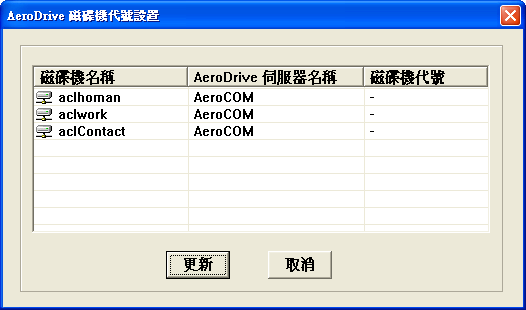 AeroDrive 磁碟機代號設置
磁碟機名稱 AeroDrive 伺服器名稱 磁碟機代號
aclhoman AeroCOM -
aclwork AeroCOM -
aclContact AeroCOM -
更新 取消